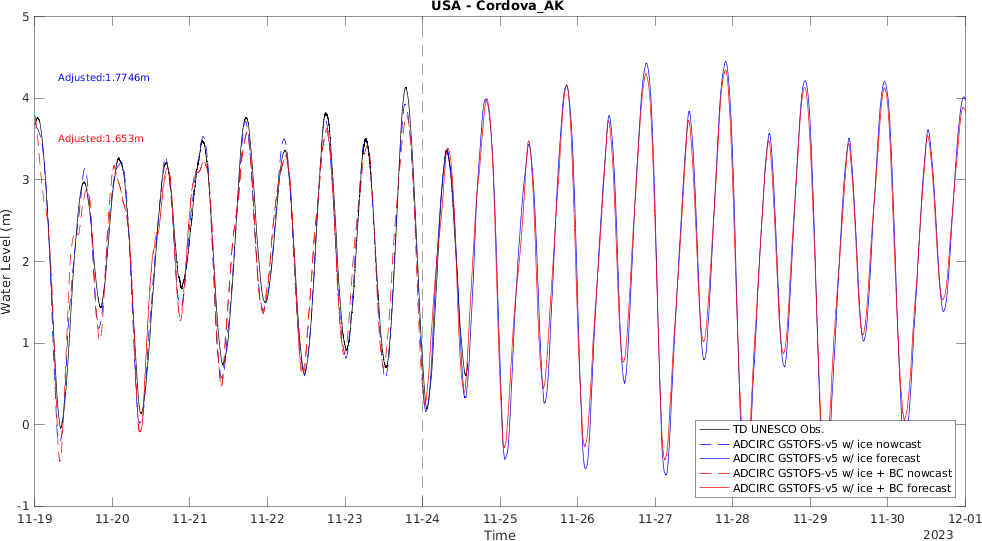 USA - Cordova_AK
5
4
3
2
1
0
-1
Water Level (m)
Adjusted:1.7746m
Adjusted:1.653m
TD UNESCO Obs.
ADCIRC GSTOFS-v5 w/ ice nowcast
ADCIRC GSTOFS-v5 w/ ice forecast
ADCIRC GSTOFS-v5 w/ ice + BC nowcast
ADCIRC GSTOFS-v5 w/ ice + BC forecast
11-19 11-20 11-21 11-22 11-23 11-24 11-25 11-26 11-27 11-28 11-29 11-30 12-01
Time
2023